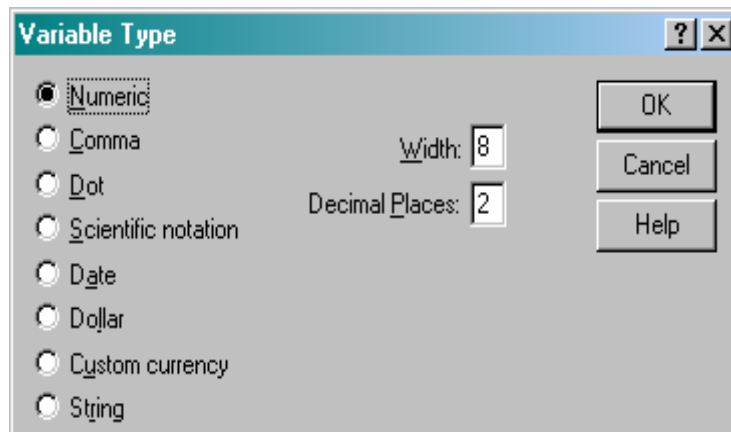 Variable Type
Numeric
Comma
Dot
Scientific notation
Date
Dollar
Custom currency
String
Width: 8
Decimal Places: 2
OK
Cancel
Help